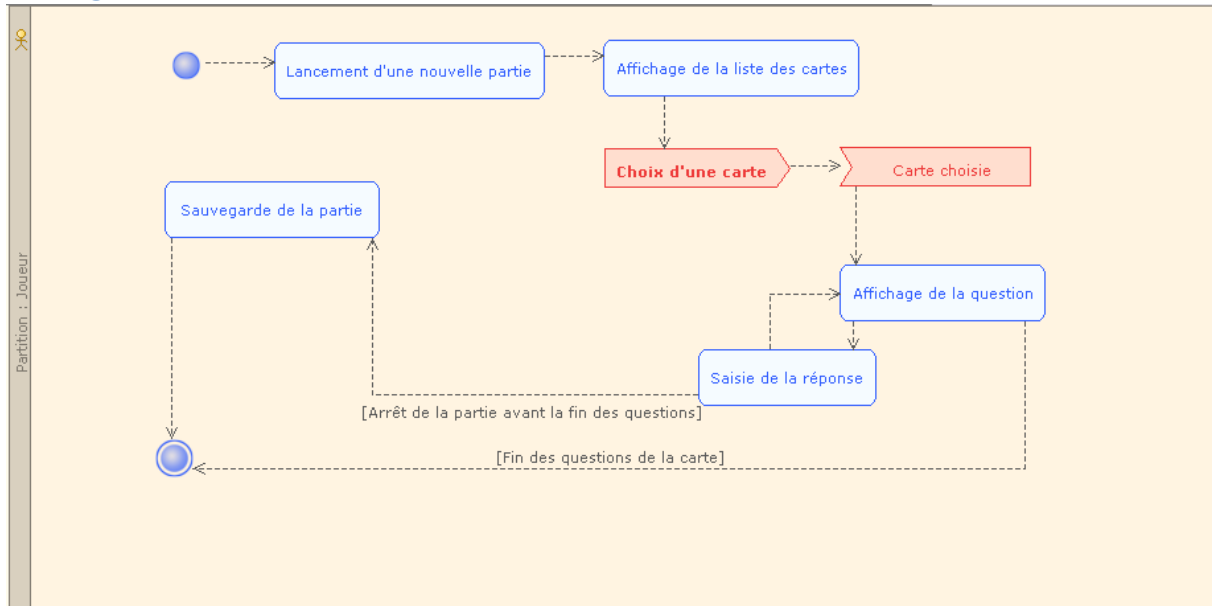 Lancement d'une nouvelle partie
Affichage de la liste des cartes
Choix d'une carte
Carte choisie
Sauvegarde de la partie
Affichage de la question
Saisie de la réponse
[Arrêt de la partie avant la fin des questions]
[Fin des questions de la carte]
Partition : Joueur